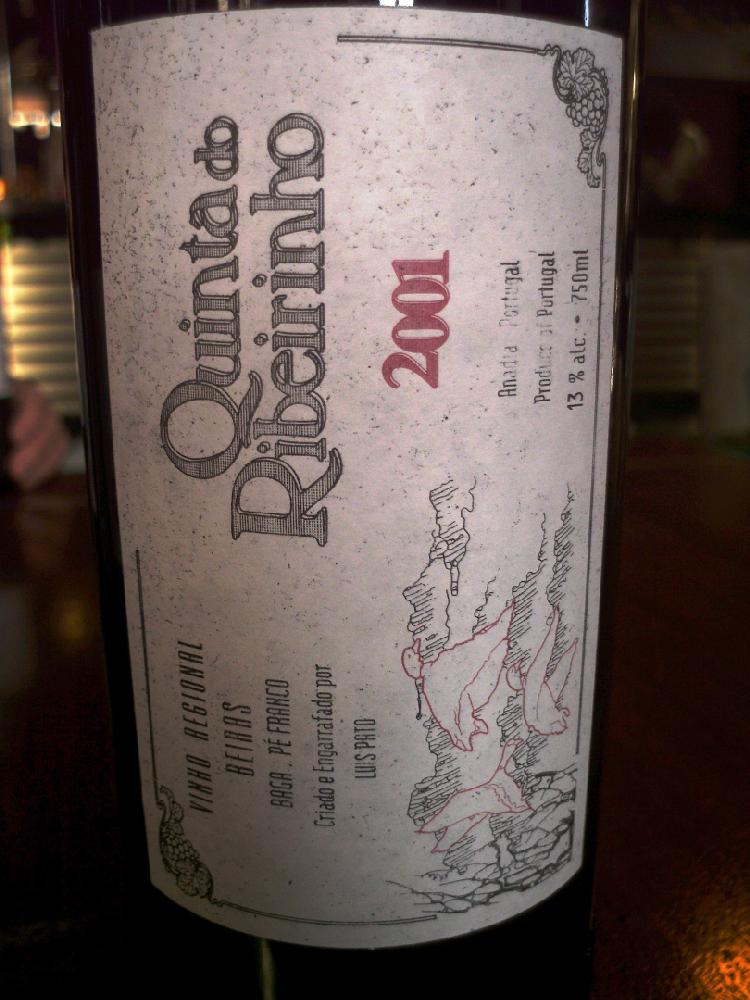 VINHO REGIONAL
BEIRAS
BAGA . PÉ FRANCO
Criado e Engarrafado por
LUIS PATO
Quinta do
Ribeirinho
2001
Anadia Portugal
Produce of Portugal
13 % alc. - 750ml